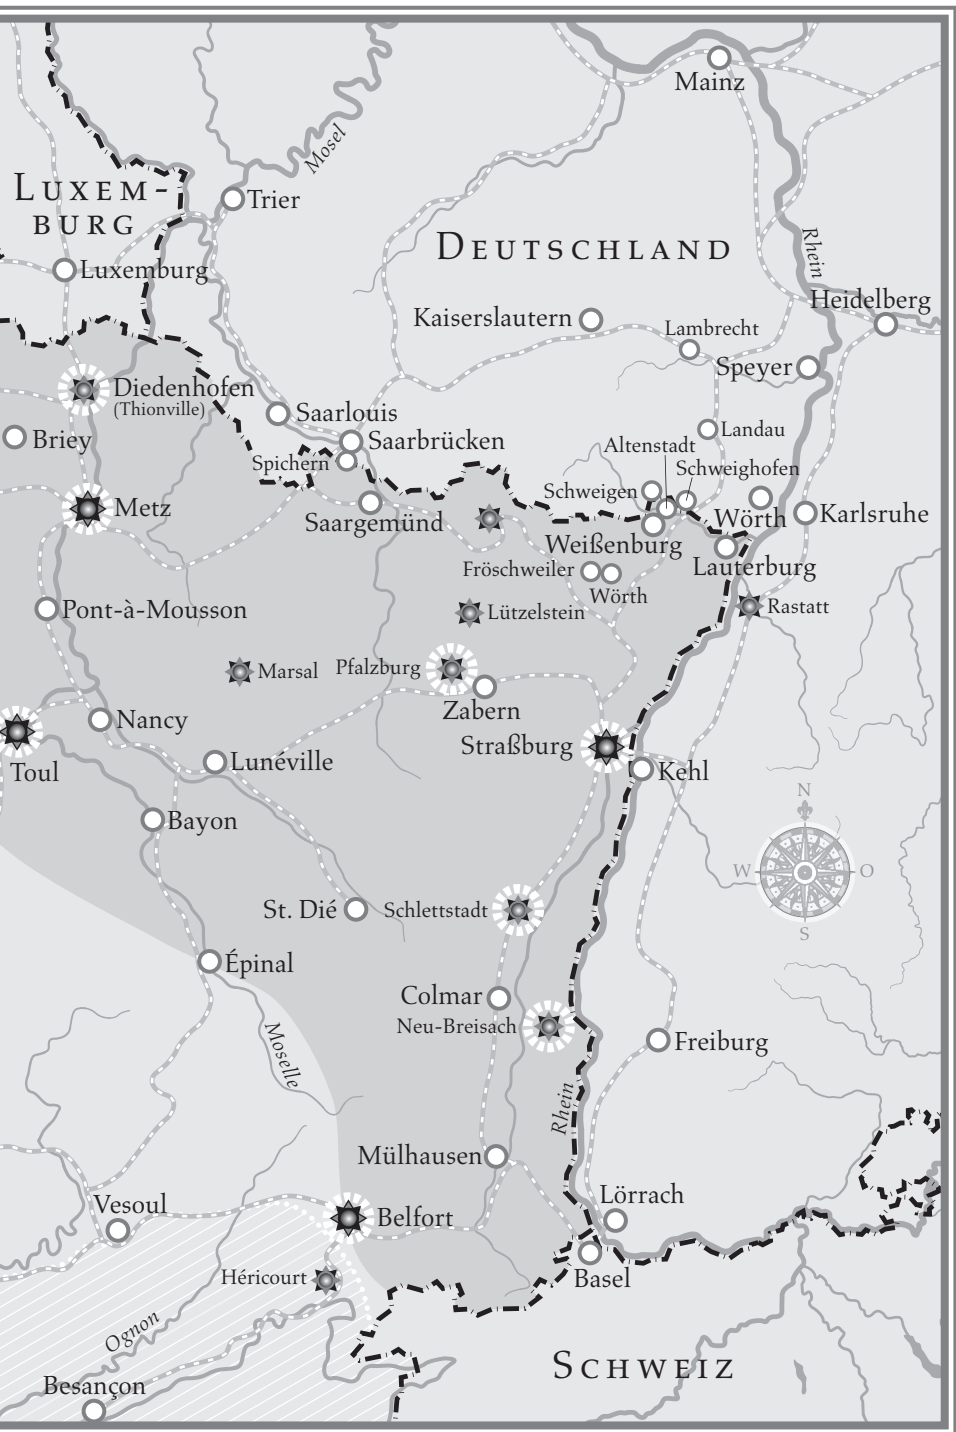 Mainz
Mosel
LUXEM-
BURG
Trier
DEUTSCHLAND
Rhein
Luxemburg
Heidelberg
Kaiserslautern
Lambrecht
Speyer
Diedenhofen
(Thionville)
Saarlouis
Briey
Saarbrücken
Landau
Altenstadt
Spichern
Schweighofen
Schweigen
Metz
Saargemünd
Wörth
Karlsruhe
Weißenburg
Lauterburg
Fröschweiler
Wörth
Pont-à-Mousson
Lützelstein
Rastatt
Marsal
Pfalzburg
Zabern
Nancy
Straßburg
Toul
Lunéville
Kehl
N
Bayon
W
O
St. Dié
Schlettstadt
S
Épinal
Colmar
Neu-Breisach
Moselle
Freiburg
Rhein
Mülhausen
Vesoul
Lörrach
Belfort
Héricourt
Basel
Ognon
SCHWEIZ
Besançon